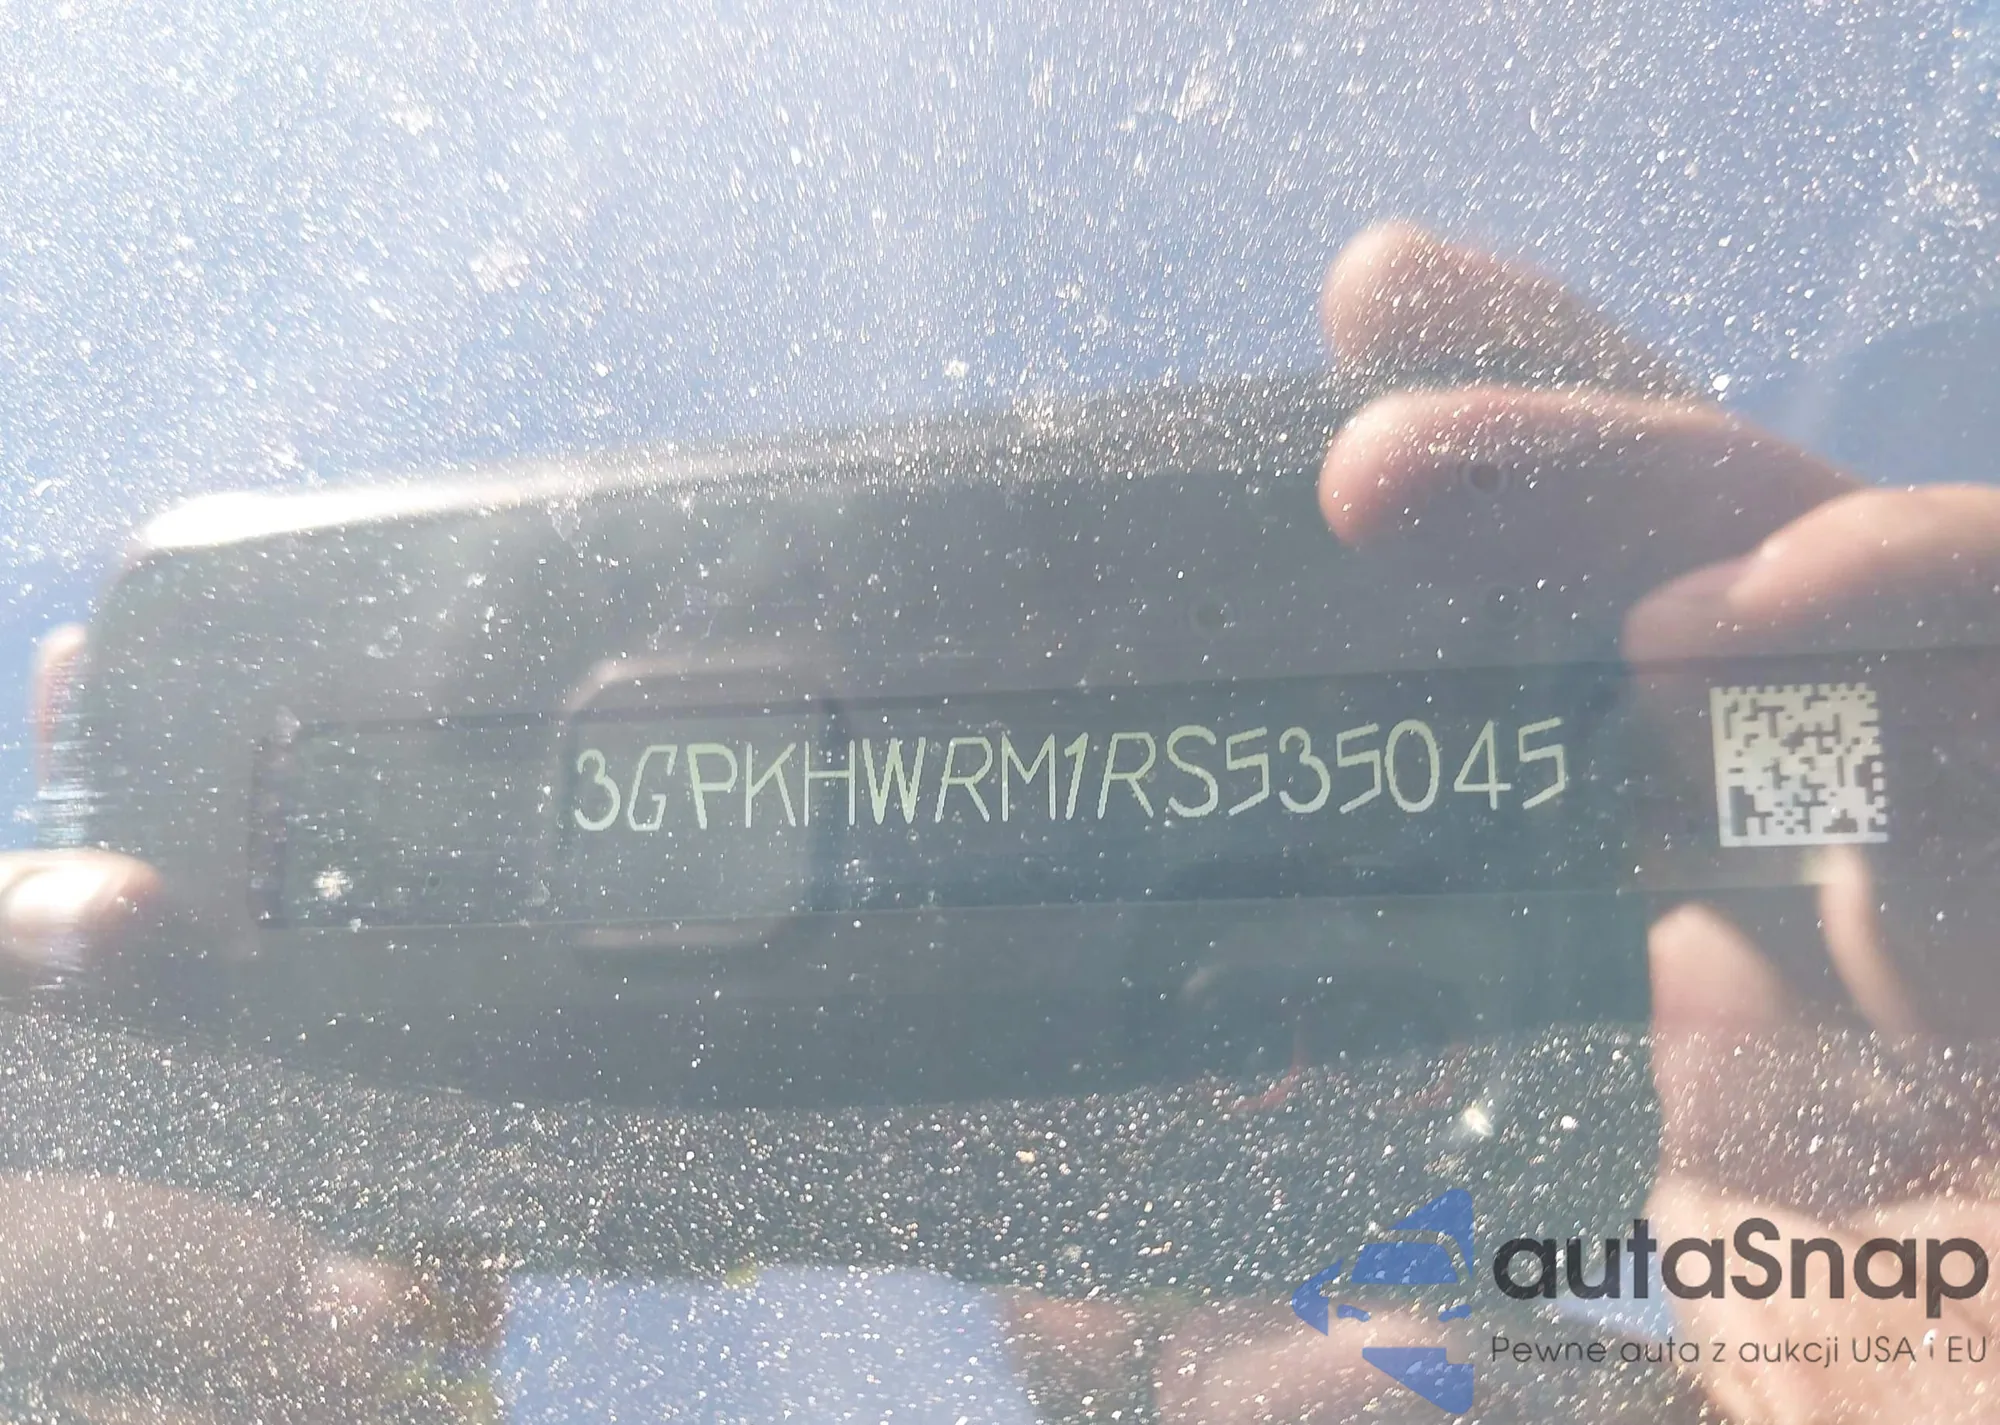 3GPKHWRM1RS535045
autaSnap
Pewne auta z aukcji USA i EU